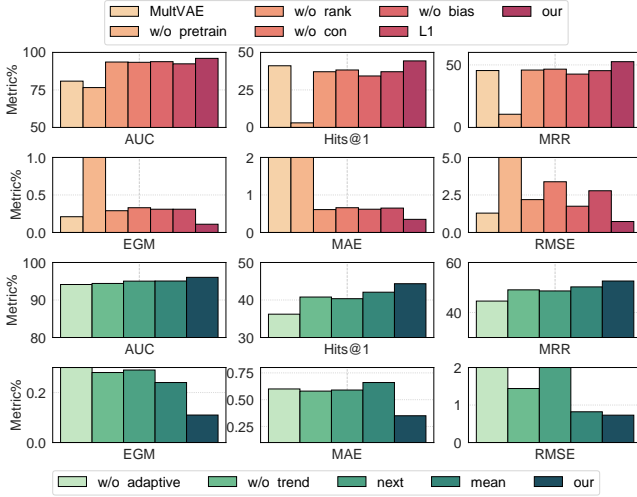 MultVAE w/o rank w/o bias our
w/o pretrain w/o con L1
Metric% 100 75 50 AUC
50 25 0 Hits@1
50 0 MRR
Metric% 1.0 0.5 0.0 EGM
2 1 0 MAE
5.0 2.5 0.0 RMSE
Metric% 100 90 80 AUC
50 40 30 Hits@1
60 40 MRR
Metric% 0.2 0.0 EGM
0.75 0.50 0.25 MAE
2 1 0 RMSE
w/o adaptive w/o trend next mean our